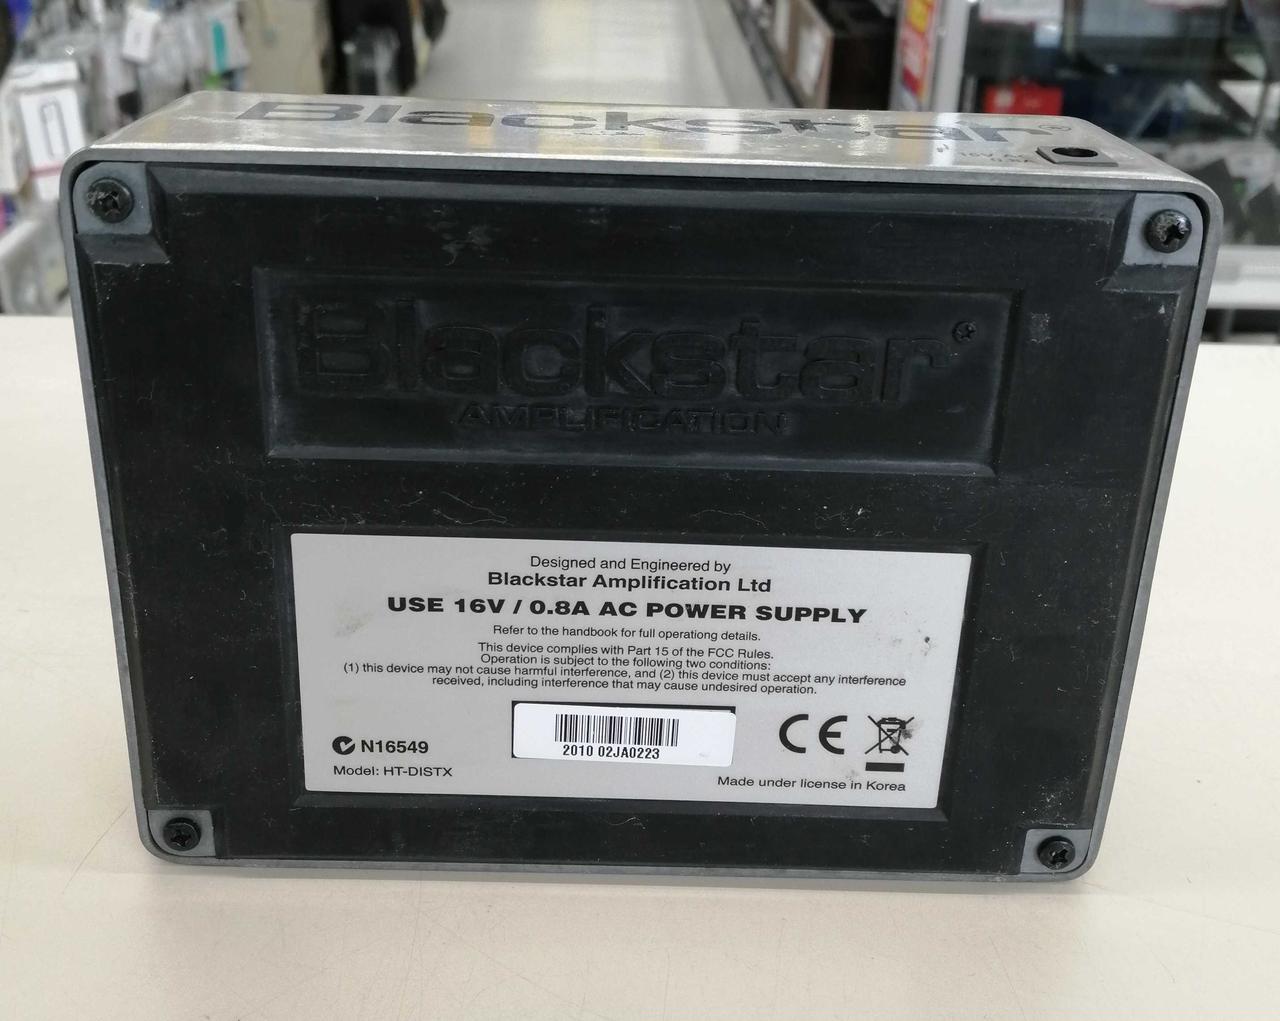 Blackstar®
16V AC
Blackstar®
AMPLIFICATION
Designed and Engineered by
Blackstar Amplification Ltd
USE 16V / 0.8A AC POWER SUPPLY
Refer to the handbook for full operationg details.
This device complies with Part 15 of the FCC Rules.
Operation is subject to the following two conditions:
(1) this device may not cause harmful interference, and (2) this device must accept any interference
received, including interference that may cause undesired operation.
N16549
2010 02JA0223
CE
Model: HT-DISTX
Made under license in Korea